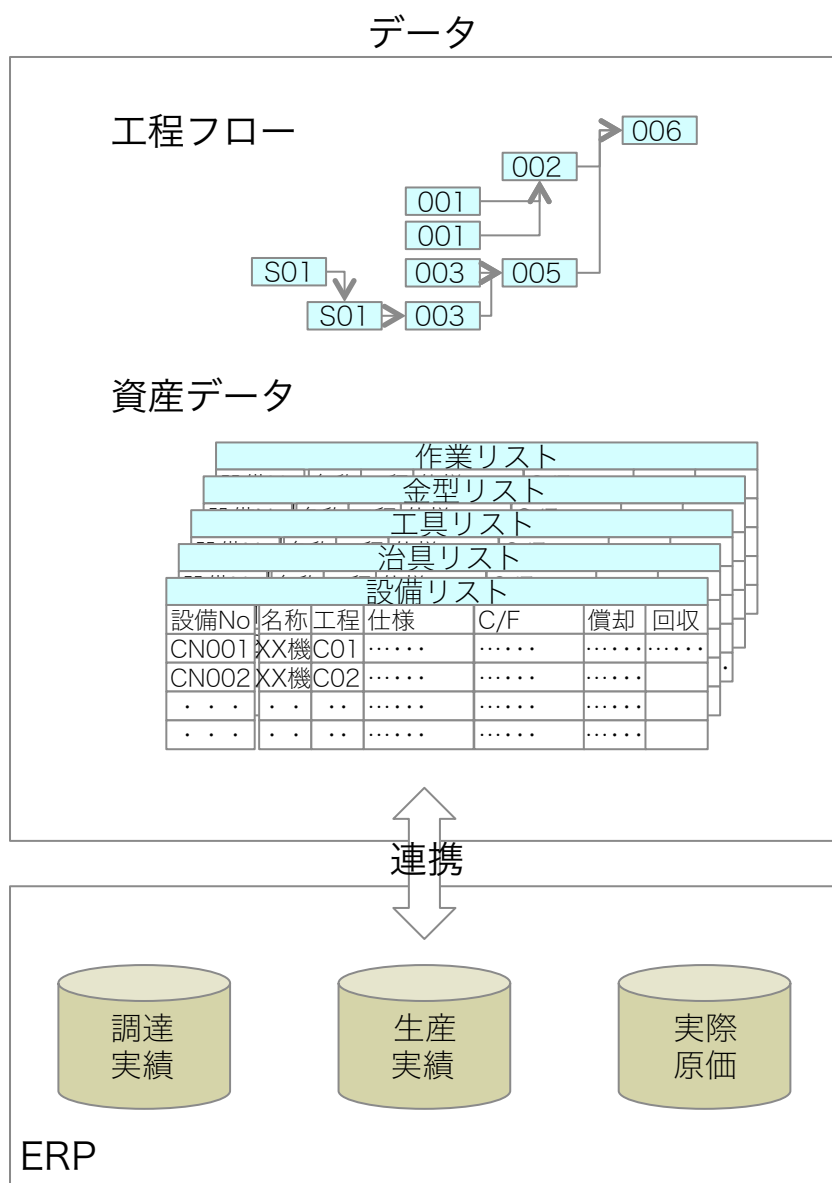 データ
工程フロー
006
002
001
001
S01
003
005
S01
003
資産データ
作業リスト
金型リスト
工具リスト
治具リスト
設備リスト
設備No 名称 工程 仕様 C/F 償却 回収
CN001 XX機 C01 ⋯⋯ ⋯⋯ ⋯⋯ ⋯⋯
CN002 XX機 C02 ⋯⋯ ⋯⋯ ⋯⋯
・・・ ・・ ・・ ⋯⋯ ⋯⋯ ⋯⋯
・・・ ・・ ・・ ⋯⋯ ⋯⋯ ⋯⋯
連携
調達
実績
生産
実績
実際
原価
ERP